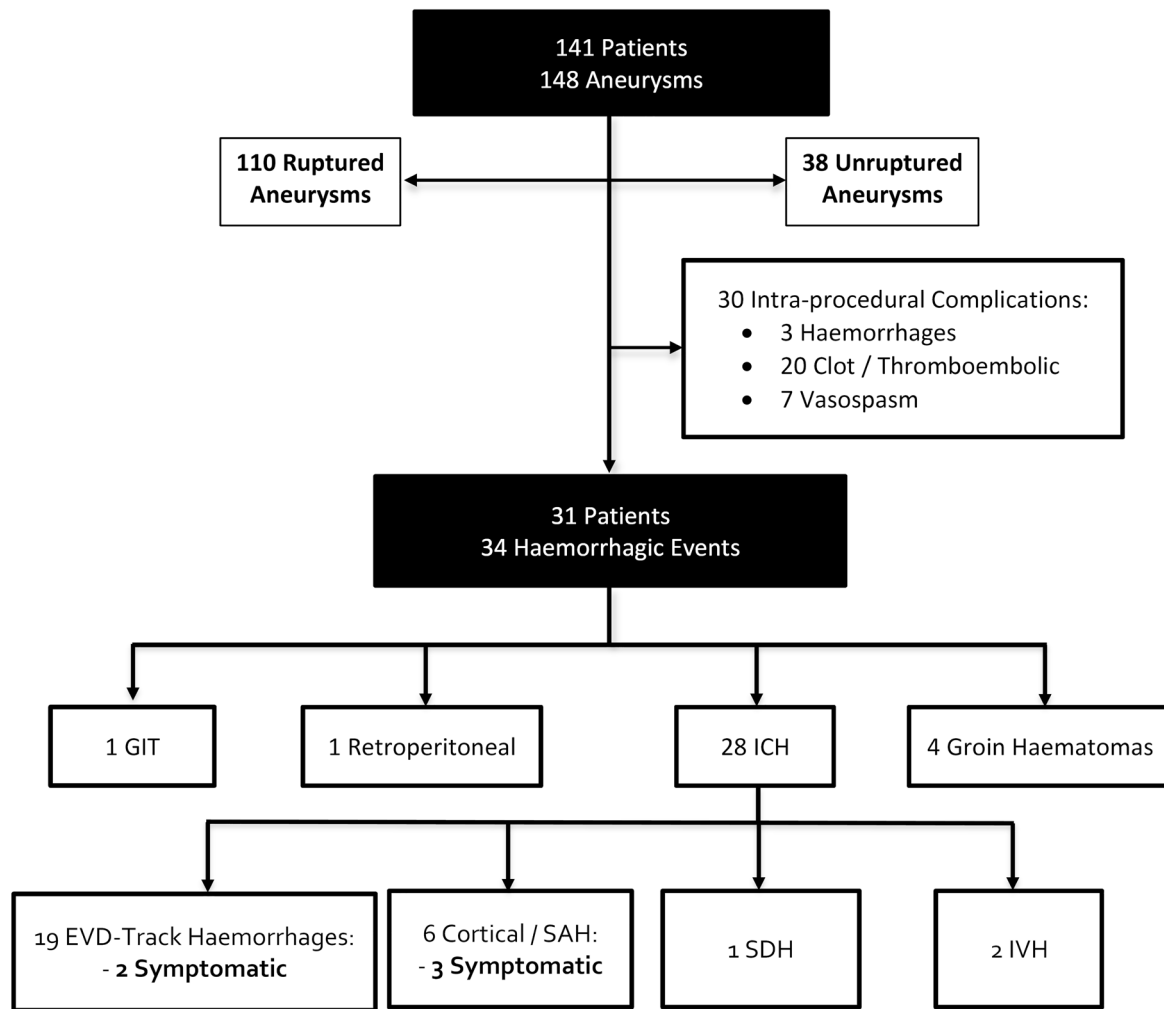 141 Patients
148 Aneurysms
110 Ruptured
Aneurysms
38 Unruptured
Aneurysms
30 Intra-procedural Complications:
• 3 Haemorrhages
• 20 Clot / Thromboembolic
• 7 Vasospasm
31 Patients
34 Haemorrhagic Events
1 GIT
1 Retroperitoneal
28 ICH
4 Groin Haematomas
19 EVD-Track Haemorrhages:
- 2 Symptomatic
6 Cortical / SAH:
- 3 Symptomatic
1 SDH
2 IVH